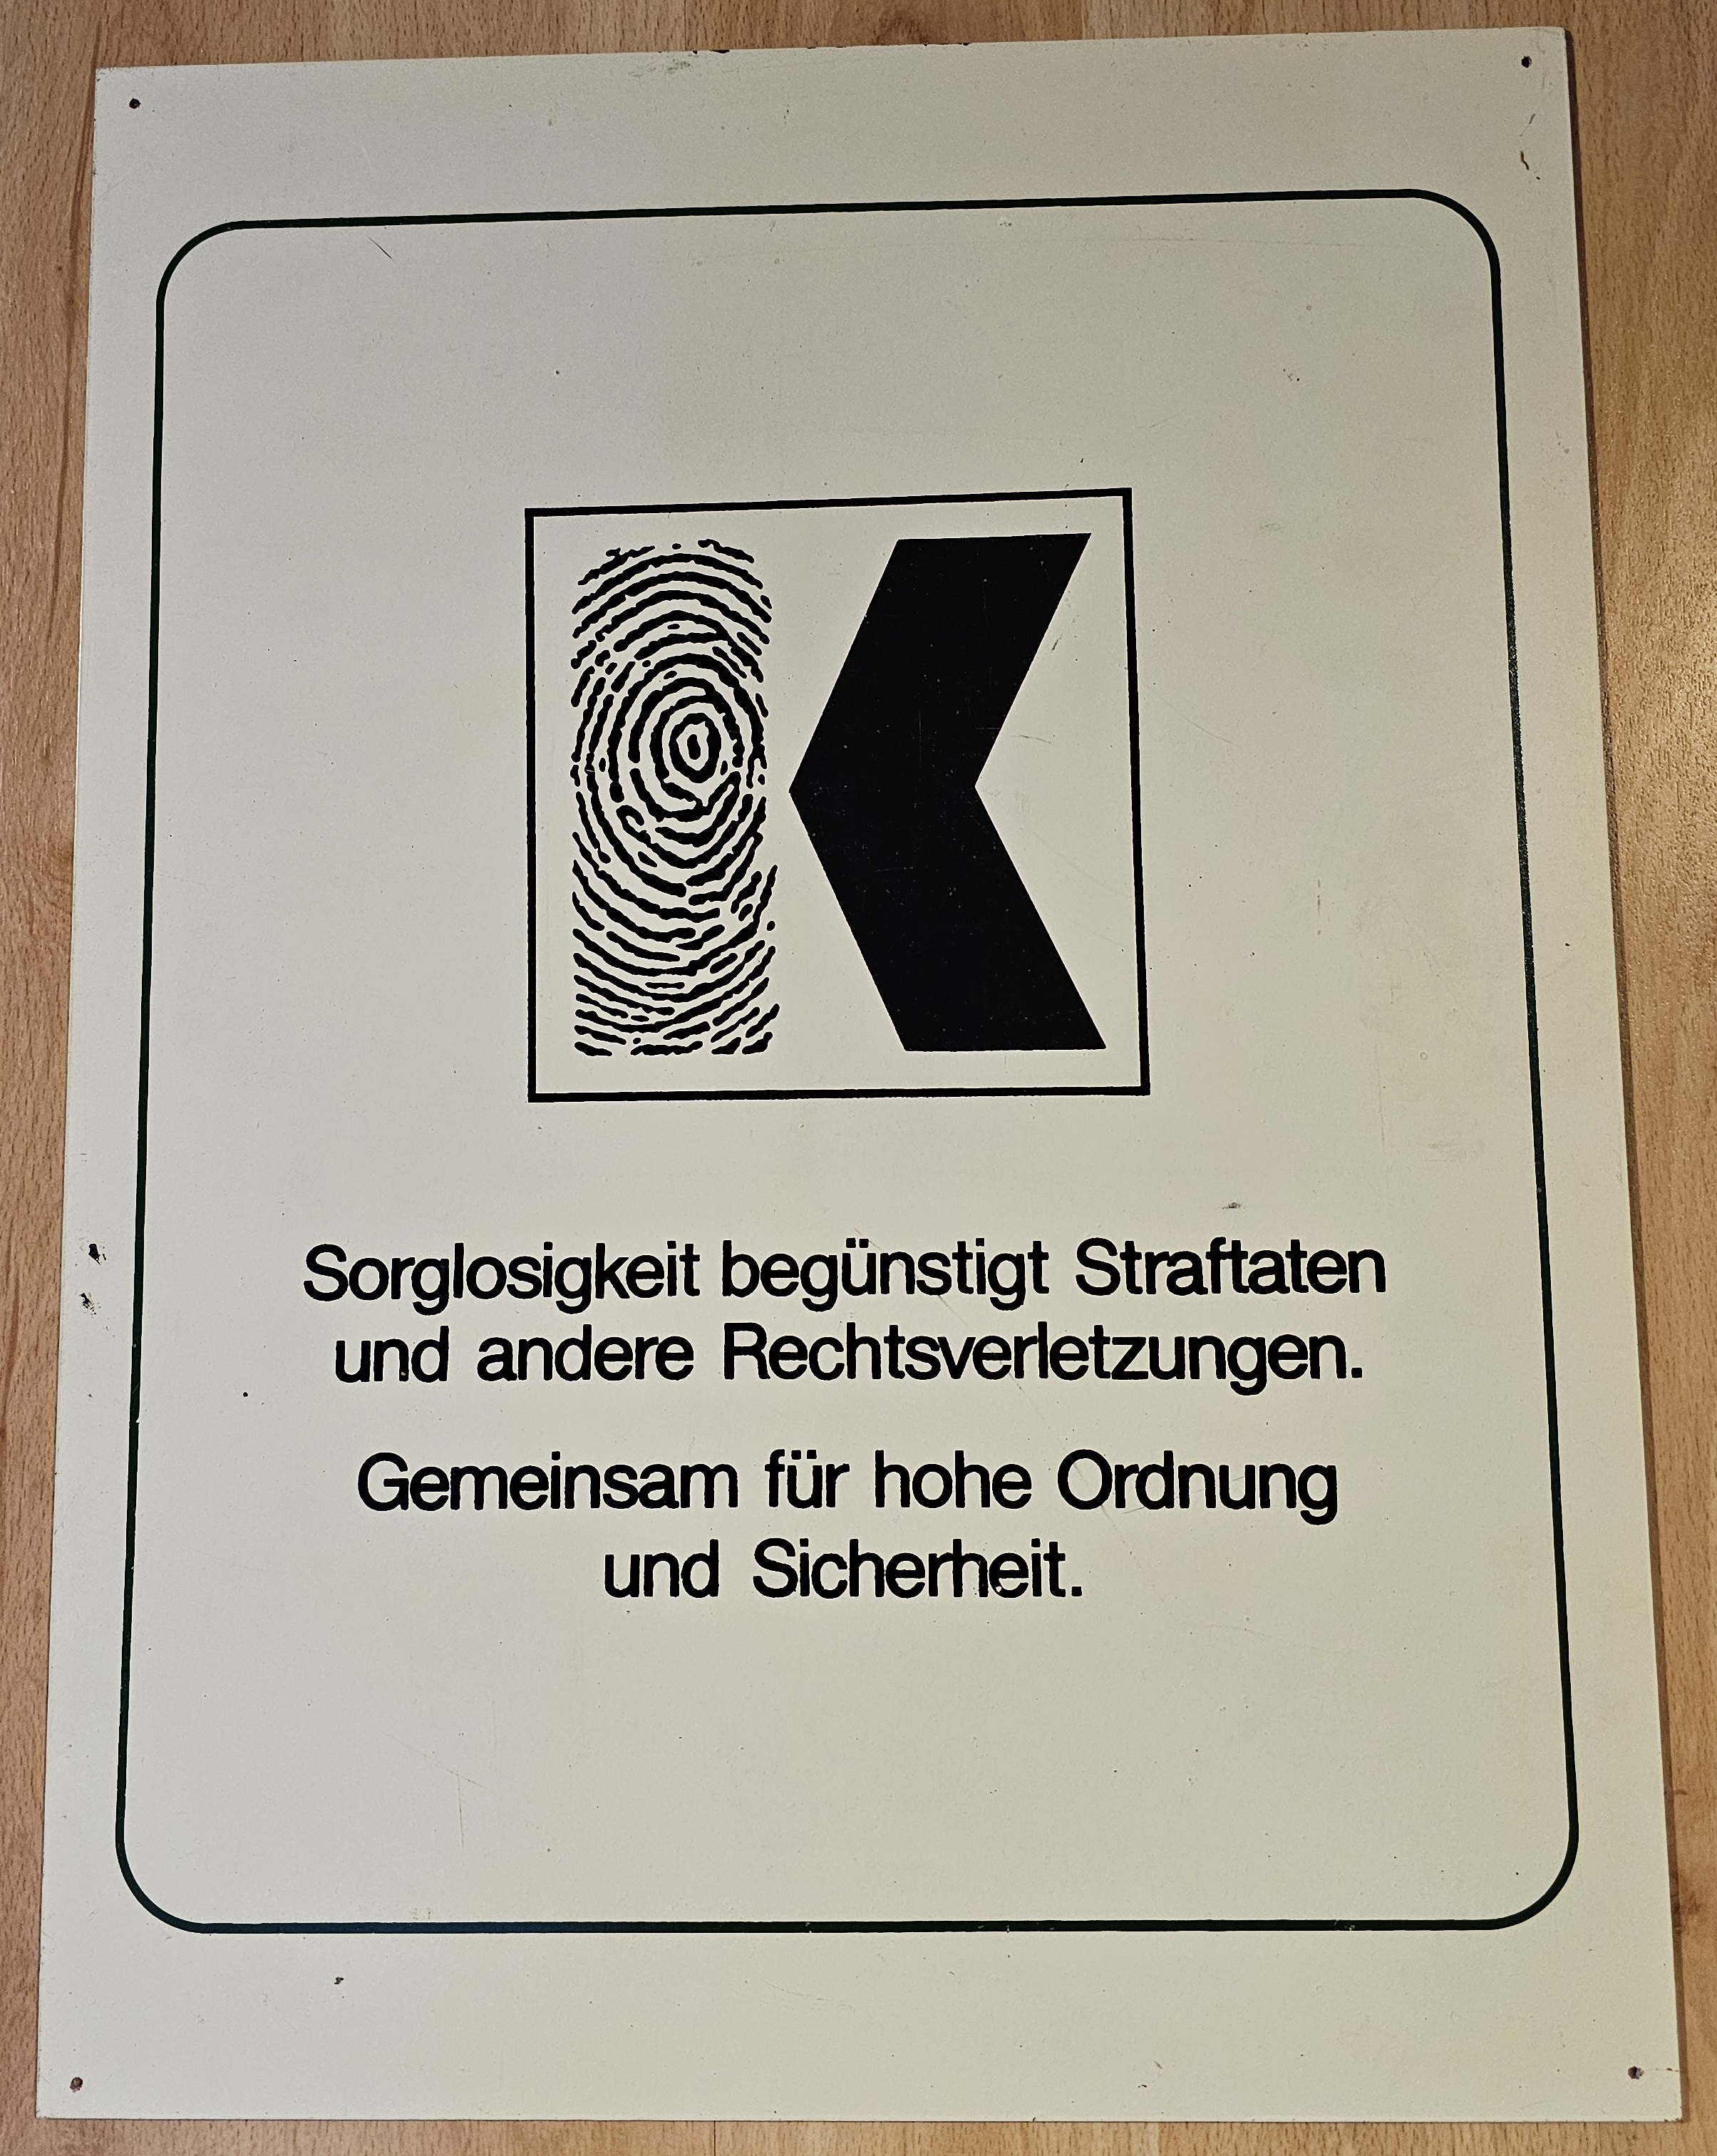 K
Sorglosigkeit begünstigt Straftaten
und andere Rechtsverletzungen.
Gemeinsam für hohe Ordnung
und Sicherheit.